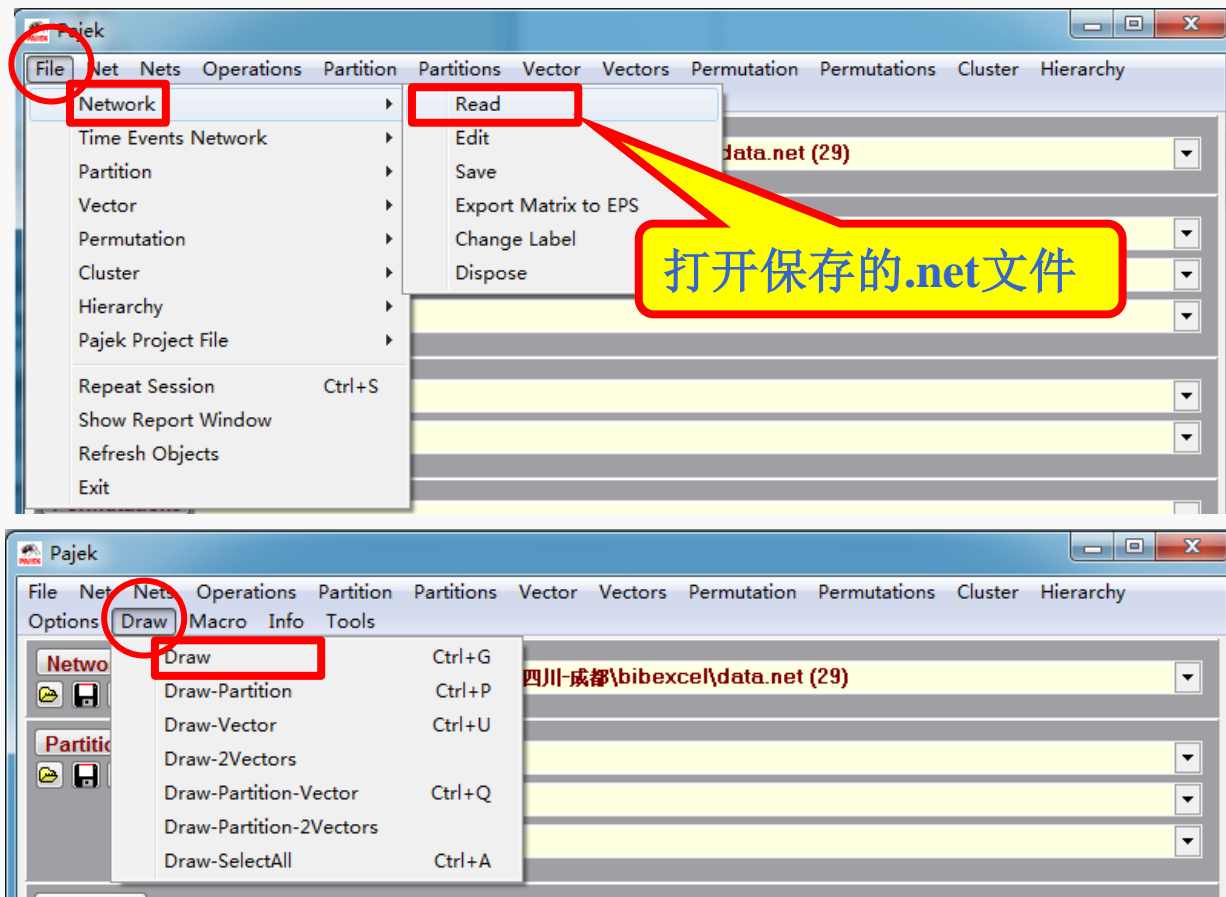 Pajek
File Net Nets Operations Partition Partitions Vector Vectors Permutation Permutations Cluster Hierarchy
Network
Read
Time Events Network
Edit
data.net (29)
Partition
Save
Vector
Export Matrix to EPS
Permutation
Change Label
打开保存的.net文件
Cluster
Dispose
Hierarchy
Pajek Project File
Repeat Session Ctrl+S
Show Report Window
Refresh Objects
Exit
Pajek
File Net Nets Operations Partition Partitions Vector Vectors Permutation Permutations Cluster Hierarchy
Options Draw Macro Info Tools
Netwo
Draw Ctrl+G
四川-成都\bibexcel\data.net (29)
Draw-Partition Ctrl+P
Draw-Vector Ctrl+U
Partitio
Draw-2Vectors
Draw-Partition-Vector Ctrl+Q
Draw-Partition-2Vectors
Draw-SelectAll Ctrl+A